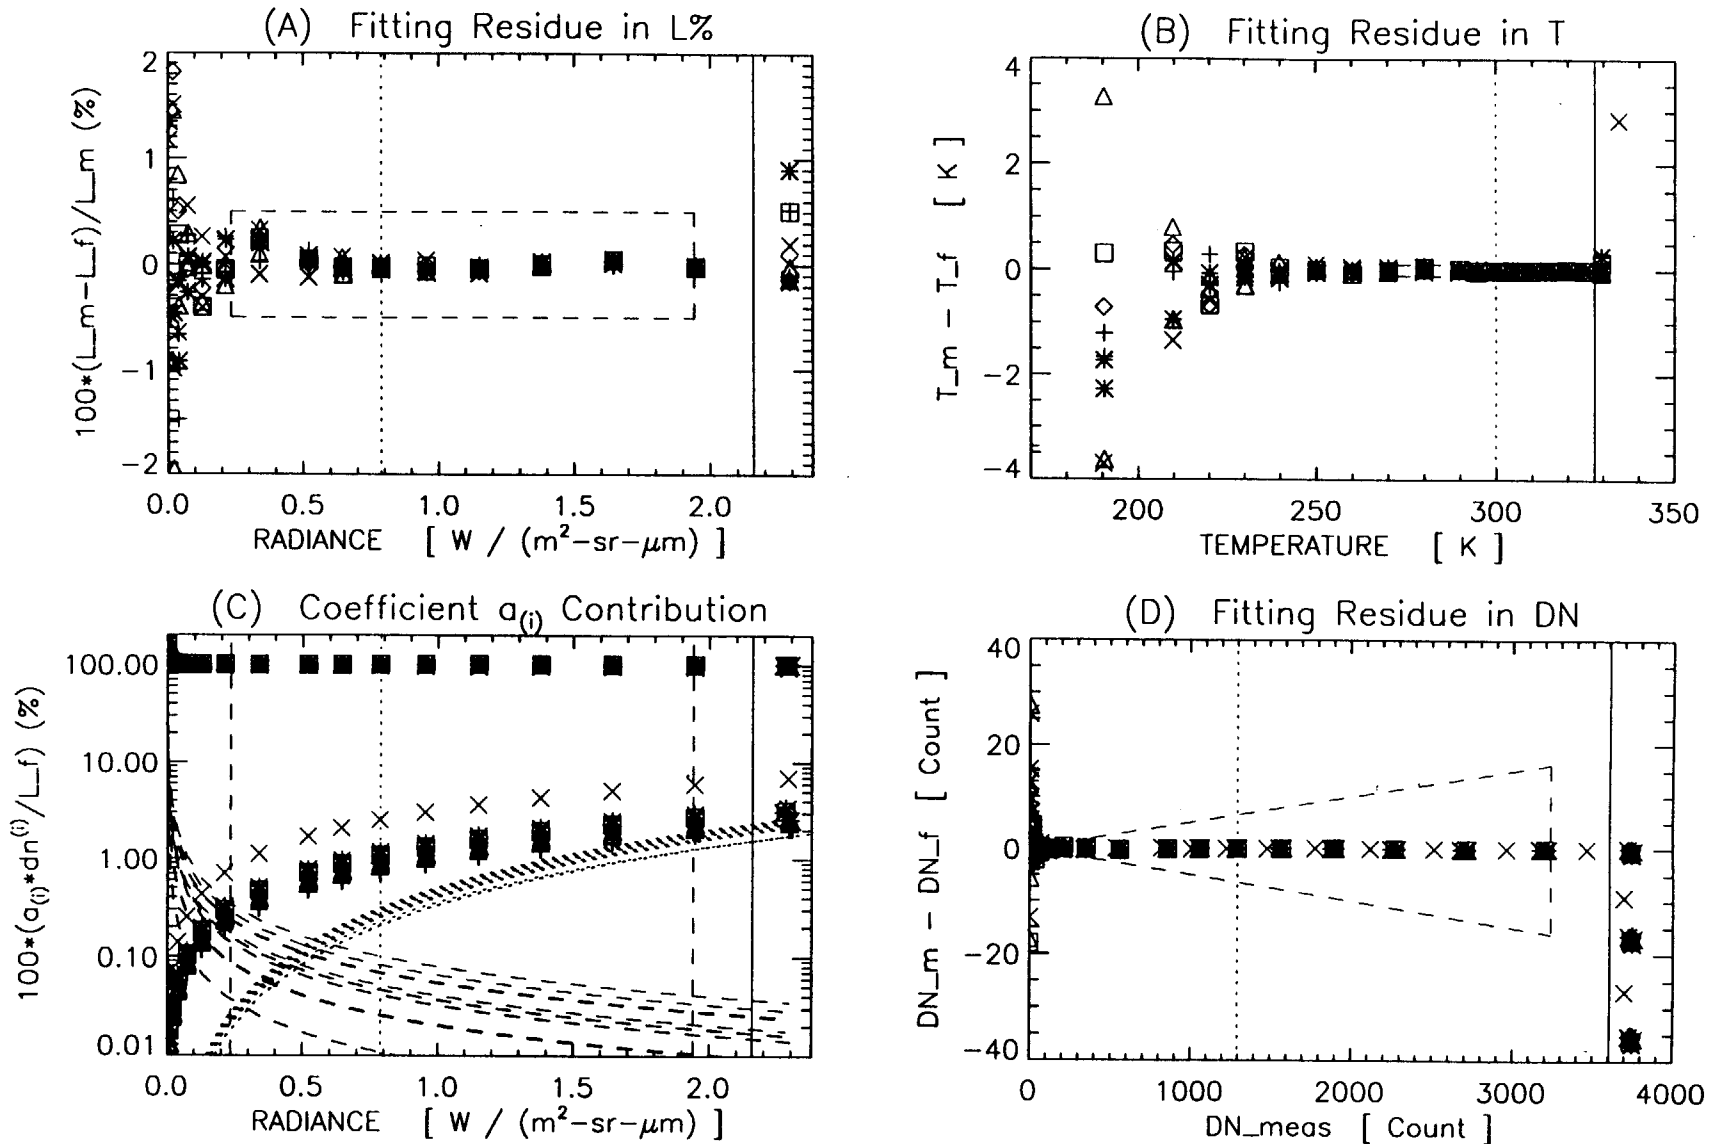 (A) Fitting Residue in L%
100*(L_m-L_f)/L_m (%)
2
1
0
-1
-2
0.0 0.5 1.0 1.5 2.0
RADIANCE [ W / (m²-sr-μm) ]
(B) Fitting Residue in T
T_m - T_f [ K ]
4
2
0
-2
-4
200 250 300 350
TEMPERATURE [ K ]
(C) Coefficient a(i) Contribution
100*(a(i)*dn(i)/L_f) (%)
100.00
10.00
1.00
0.10
0.01
0.0 0.5 1.0 1.5 2.0
RADIANCE [ W / (m²-sr-μm) ]
(D) Fitting Residue in DN
DN_m - DN_f [ Count ]
40
20
0
-20
-40
0 1000 2000 3000 4000
DN_meas [ Count ]